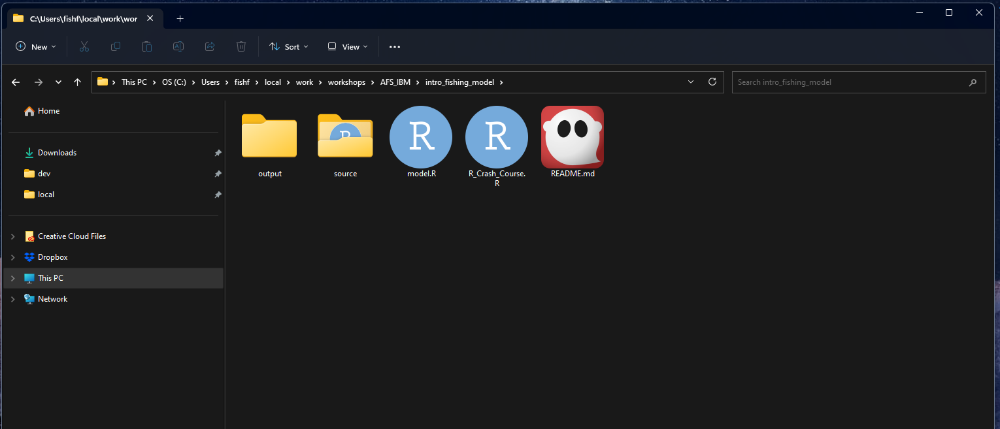 C:\Users\fishf\local\work\wor
New
Sort
View
This PC
OS (C:)
Users
fishf
local
work
workshops
AFS_IBM
intro_fishing_model
Search intro_fishing_model
Home
Downloads
dev
local
Creative Cloud Files
Dropbox
This PC
Network
R
R
R
output
source
model.R
R_Crash_Course.
R
README.md